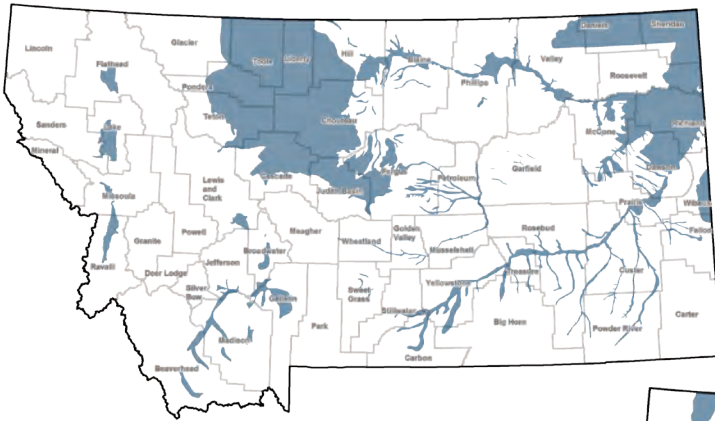 Lincoln
Flathead
Glacier
Toole
Liberty
Hill
Blaine
Phillips
Valley
Daniels
Sheridan
Roosevelt
Pondera
Teton
Chouteau
Sanders
Lake
Mineral
Missoula
Lewis
and
Clark
Cascade
Judith Basin
Fergus
Petroleum
Garfield
McCone
Richland
Dawson
Prairie
Wibaux
Fallon
Powell
Granite
Ravalli
Deer Lodge
Silver
Bow
Jefferson
Broadwater
Meagher
Wheatland
Golden
Valley
Musselshell
Rosebud
Treasure
Custer
Yellowstone
Sweet
Grass
Stillwater
Gallatin
Park
Madison
Beaverhead
Carbon
Big Horn
Powder River
Carter